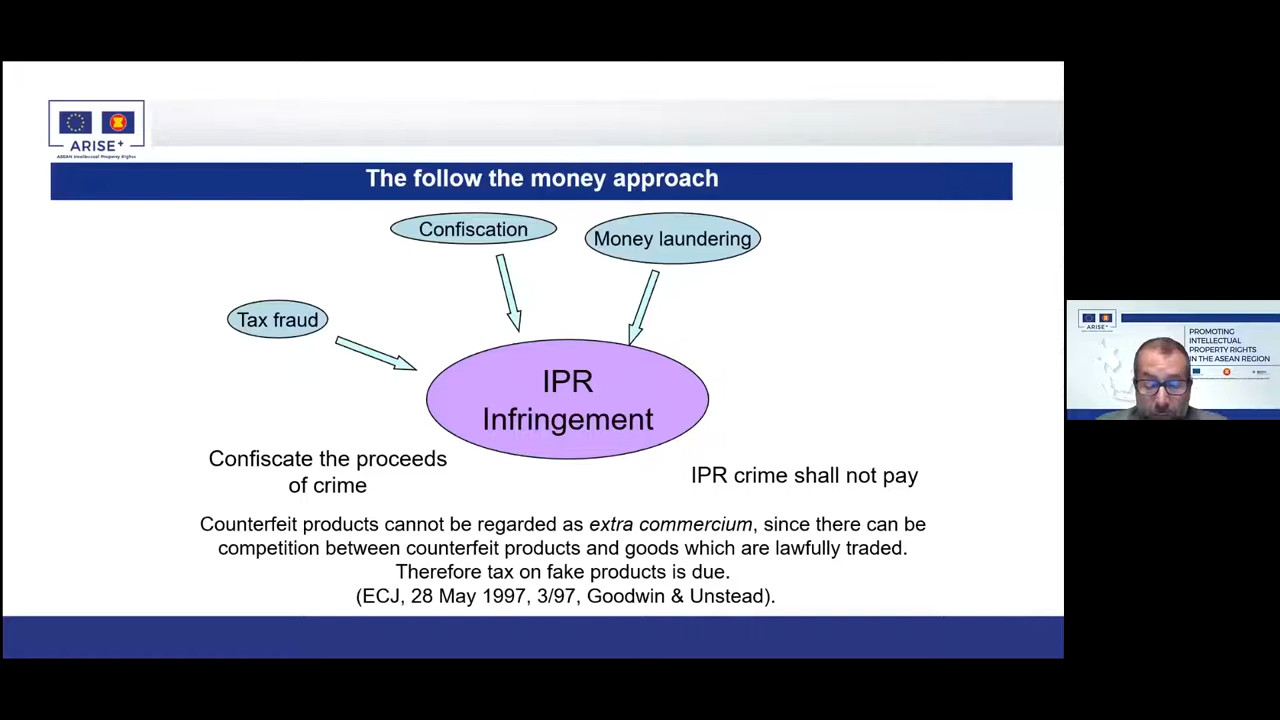 ARISE+
ASEAN Intellectual Property Rights
The follow the money approach
Confiscation
Money laundering
Tax fraud
IPR
Infringement
Confiscate the proceeds
of crime
IPR crime shall not pay
Counterfeit products cannot be regarded as extra commercium, since there can be
competition between counterfeit products and goods which are lawfully traded.
Therefore tax on fake products is due.
(ECJ, 28 May 1997, 3/97, Goodwin & Unstead).
ARISE+
PROMOTING
INTELLECTUAL
PROPERTY RIGHTS
IN THE ASEAN REGION